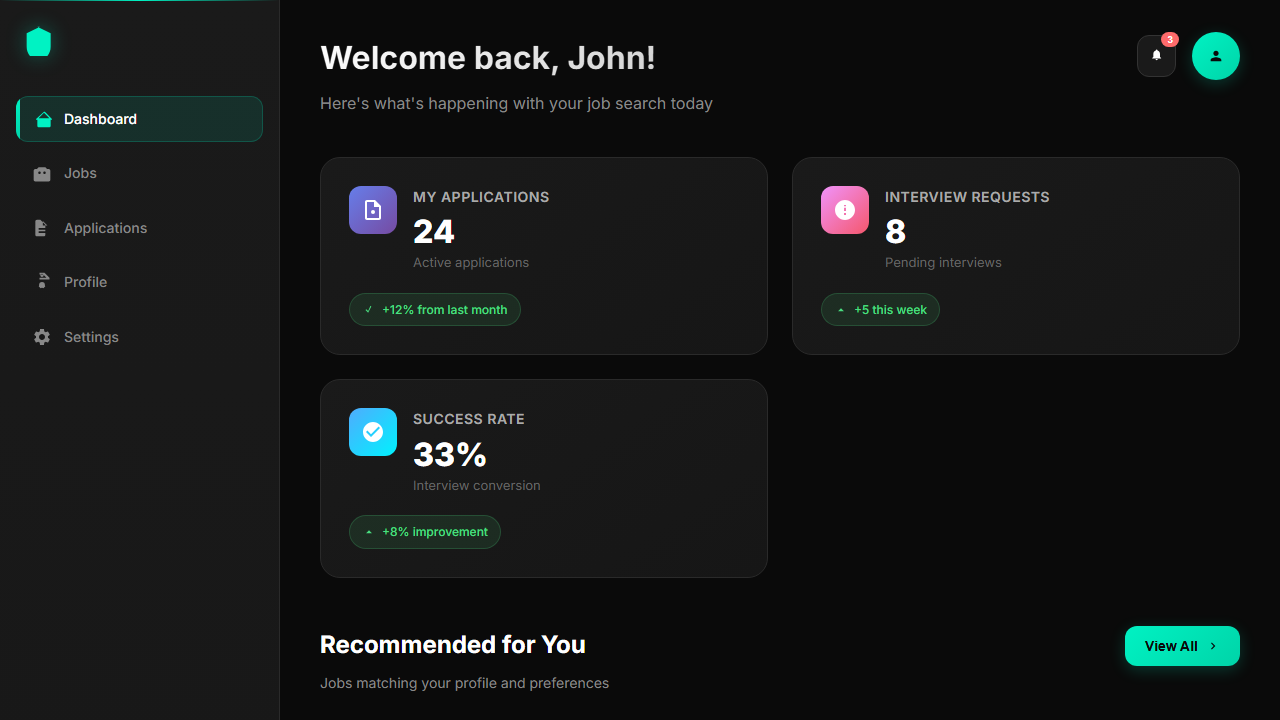 Dashboard
Jobs
Applications
Profile
Settings
Welcome back, John!
Here's what's happening with your job search today
3
MY APPLICATIONS
24
Active applications
+12% from last month
INTERVIEW REQUESTS
8
Pending interviews
+5 this week
SUCCESS RATE
33%
Interview conversion
+8% improvement
Recommended for You
Jobs matching your profile and preferences
View All